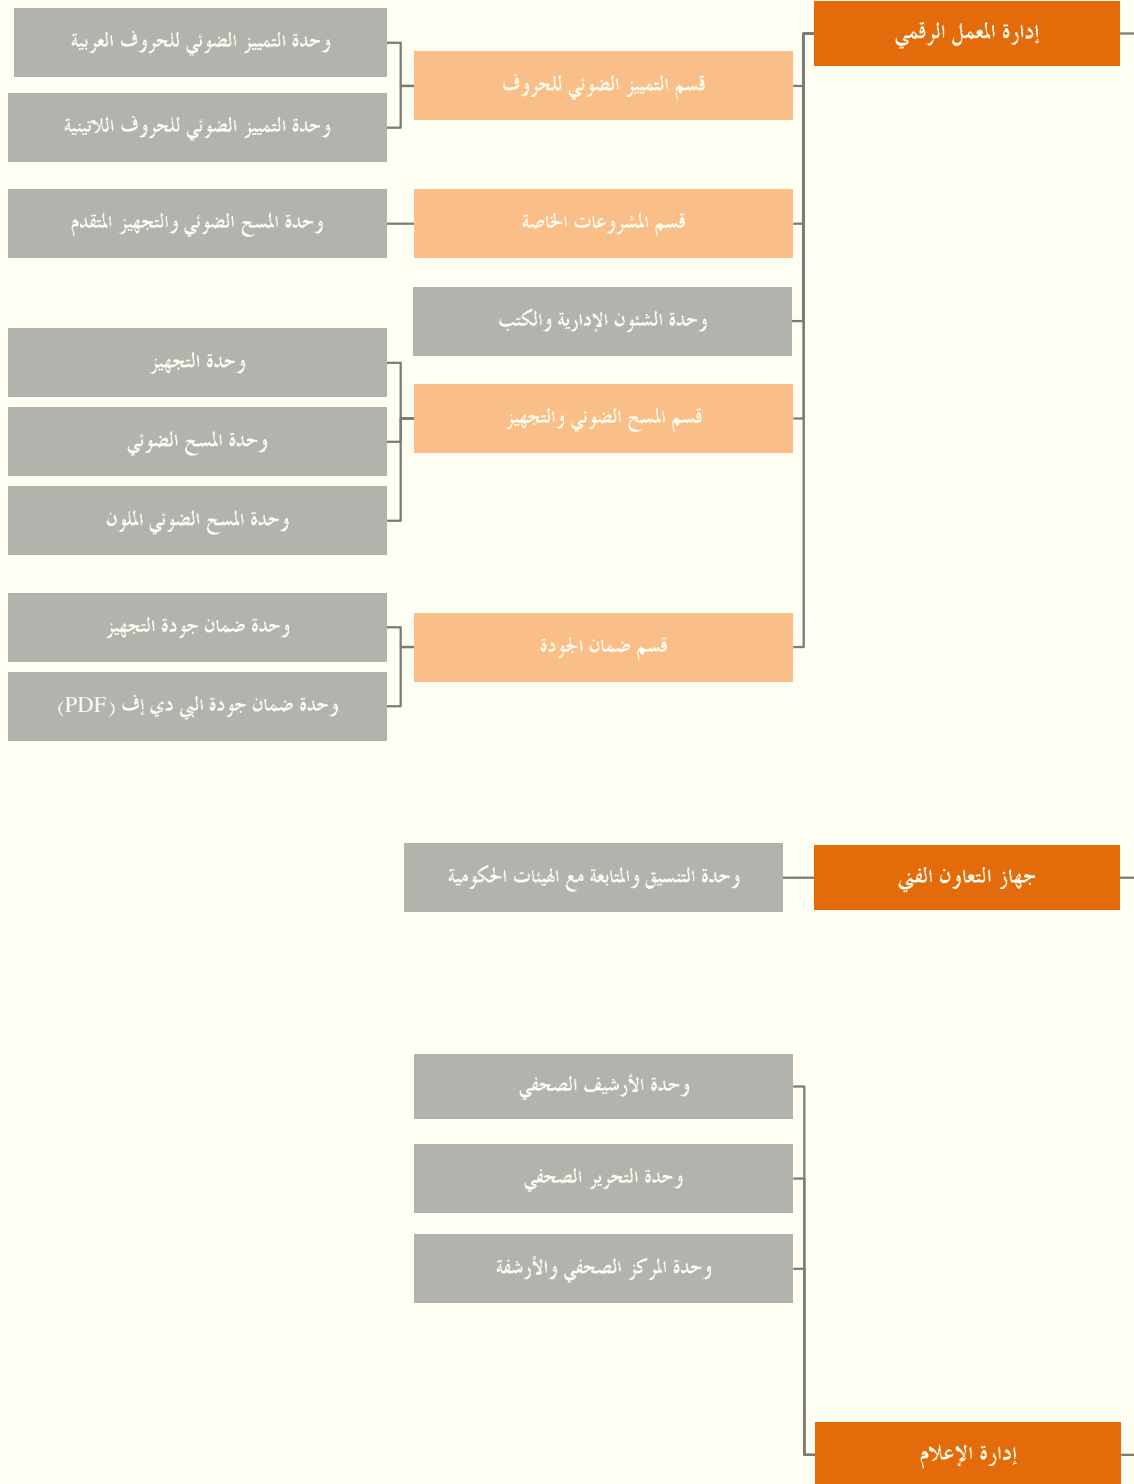 إدارة المعمل الرقمي
قسم التمييز الضوئي للحروف
وحدة التمييز الضوئي للحروف العربية
وحدة التمييز الضوئي للحروف اللاتينية
قسم المشروعات الخاصة
وحدة المسح الضوئي والتجهيز المتقدم
وحدة الشئون الإدارية والكتب
قسم المسح الضوئي والتجهيز
وحدة التجهيز
وحدة المسح الضوئي
وحدة المسح الضوئي الملون
قسم ضمان الجودة
وحدة ضمان جودة التجهيز
وحدة ضمان جودة البي دي إف (PDF)
جهاز التعاون الفني
وحدة التنسيق والمتابعة مع الهيئات الحكومية
وحدة الأرشيف الصحفي
وحدة التحرير الصحفي
وحدة المركز الصحفي والأرشفة
إدارة الإعلام